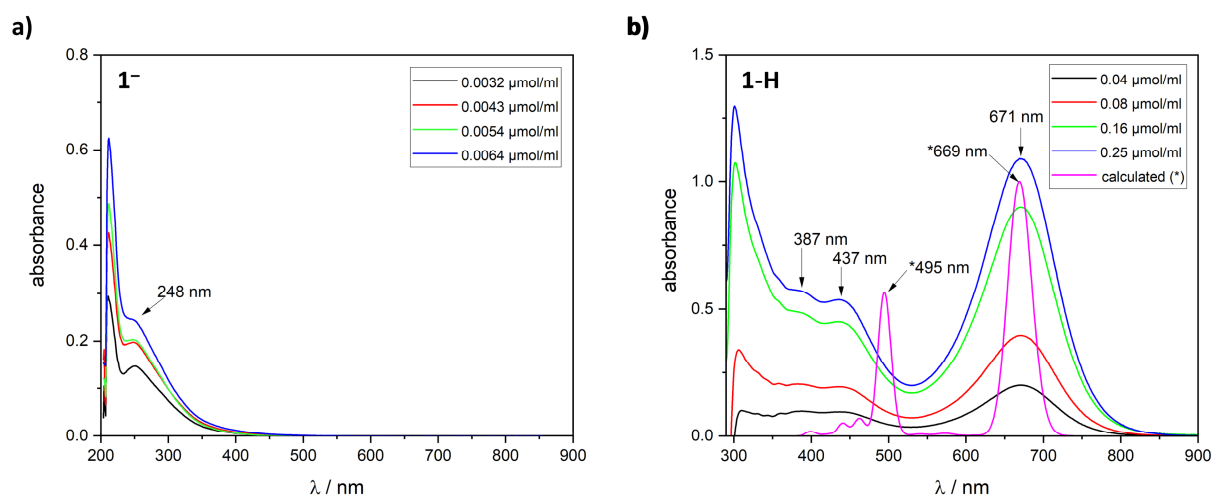 a)
1⁻
0.0032 µmol/ml
0.0043 µmol/ml
0.0054 µmol/ml
0.0064 µmol/ml
248 nm
0.8
0.6
0.4
0.2
0.0
200 300 400 500 600 700 800 900
absorbance
λ / nm
b)
1-H
0.04 µmol/ml
0.08 µmol/ml
0.16 µmol/ml
0.25 µmol/ml
calculated (*)
671 nm
*669 nm
387 nm
437 nm
*495 nm
1.5
1.0
0.5
0.0
300 400 500 600 700 800 900
absorbance
λ / nm